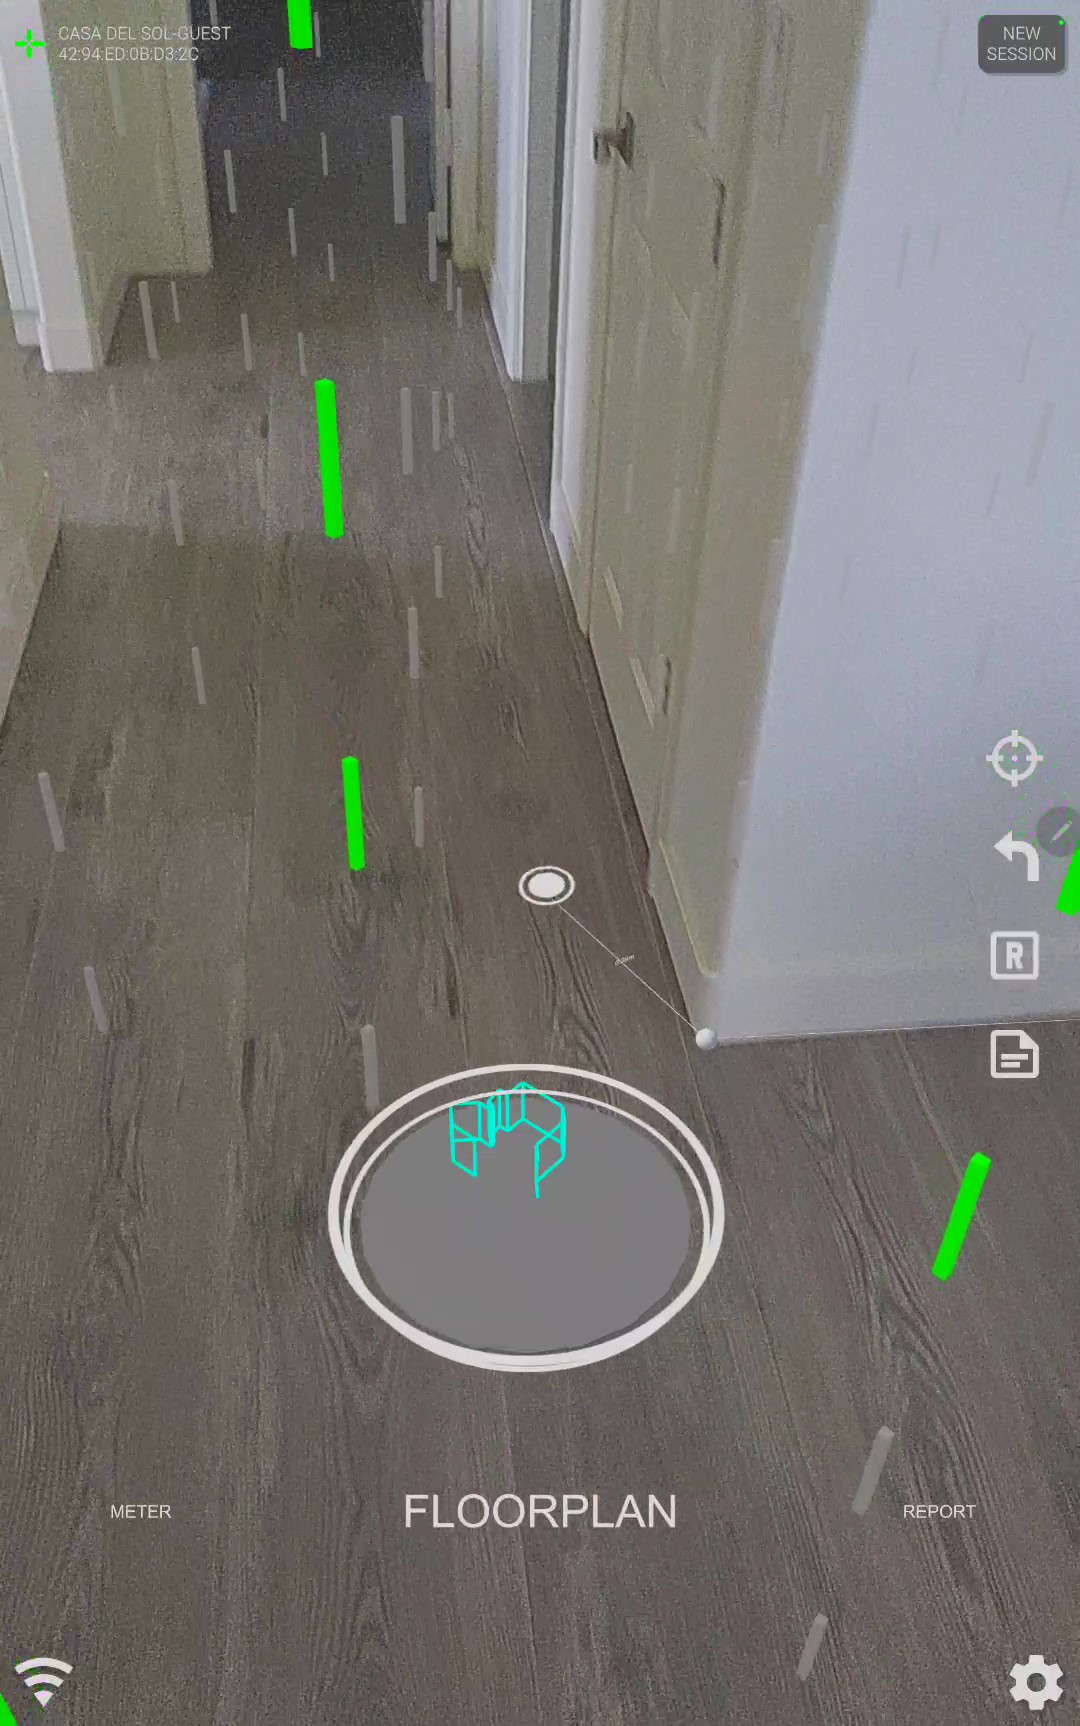 CASA DEL SOL-GUEST
42:94:ED:0B:D3:2C
NEW
SESSION
R
METER
FLOORPLAN
REPORT